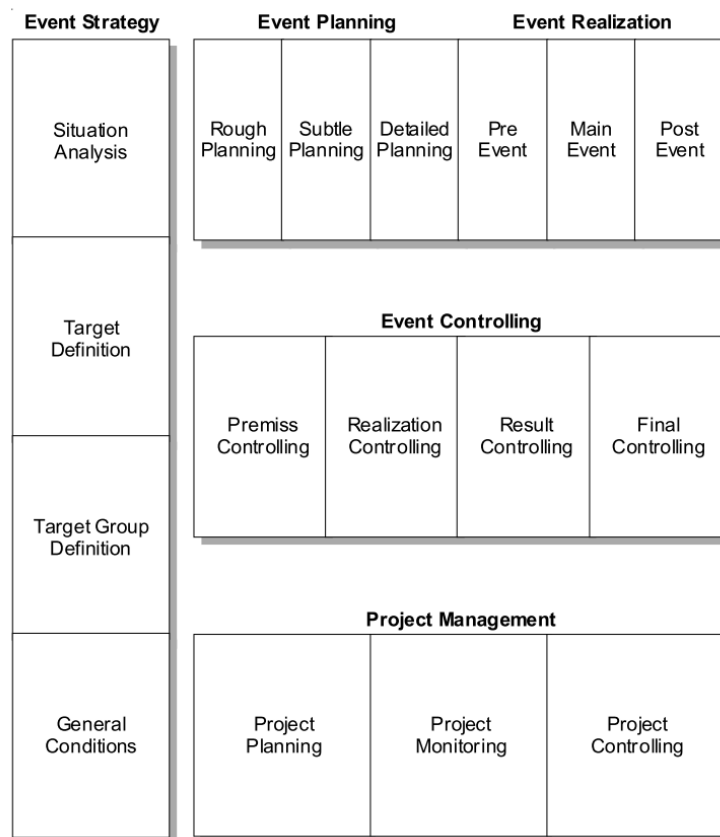 Event Strategy
Situation
Analysis
Target
Definition
Target Group
Definition
General
Conditions
Event Planning
Event Realization
Rough
Planning
Subtle
Planning
Detailed
Planning
Pre
Event
Main
Event
Post
Event
Event Controlling
Premiss
Controlling
Realization
Controlling
Result
Controlling
Final
Controlling
Project Management
Project
Planning
Project
Monitoring
Project
Controlling